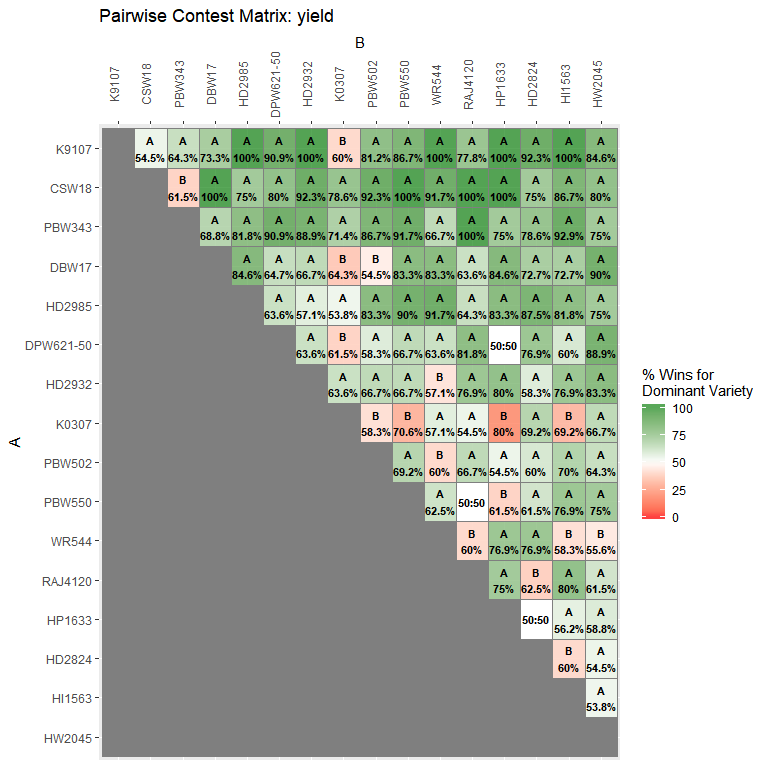 Pairwise Contest Matrix: yield
B
K9107 CSW18 PBW343 DBW17 HD2985 DPW621-50 HD2932 K0307 PBW502 PBW550 WR544 RAJ4120 HP1633 HD2824 HI1563 HW2045
A A A A A A B A A A A A A A A
K9107 54.5% 64.3% 73.3% 100% 90.9% 100% 60% 81.2% 86.7% 100% 77.8% 100% 92.3% 100% 84.6%
B A A A A A A A A A A A A A
CSW18 61.5% 100% 75% 80% 92.3% 78.6% 92.3% 100% 91.7% 100% 100% 75% 86.7% 80%
A A A A A A A A A A A A A
PBW343 68.8% 81.8% 90.9% 88.9% 71.4% 86.7% 91.7% 66.7% 100% 75% 78.6% 92.9% 75%
A A A B B A A A A A A A
DBW17 84.6% 64.7% 66.7% 64.3% 54.5% 83.3% 83.3% 63.6% 84.6% 72.7% 72.7% 90%
A A A A A A A A A A A
HD2985 63.6% 57.1% 53.8% 83.3% 90% 91.7% 64.3% 83.3% 87.5% 81.8% 75%
A B A A A A A A A
DPW621-50 63.6% 61.5% 58.3% 66.7% 63.6% 81.8% 50:50 76.9% 60% 88.9%
A A A B A A A A A
HD2932 63.6% 66.7% 66.7% 57.1% 76.9% 80% 58.3% 76.9% 83.3%
B B A A B A B A
K0307 58.3% 70.6% 57.1% 54.5% 80% 69.2% 69.2% 66.7%
A B A A A A A
PBW502 69.2% 60% 66.7% 54.5% 60% 70% 64.3%
A B A A A
PBW550 62.5% 50:50 61.5% 61.5% 76.9% 75%
B A A B B
WR544 60% 76.9% 76.9% 58.3% 55.6%
A B A A
RAJ4120 75% 62.5% 80% 61.5%
A A
HP1633 50:50 56.2% 58.8%
B A
HD2824 60% 54.5%
A
HI1563 53.8%
HW2045
A
% Wins for
Dominant Variety
100
75
50
25
0